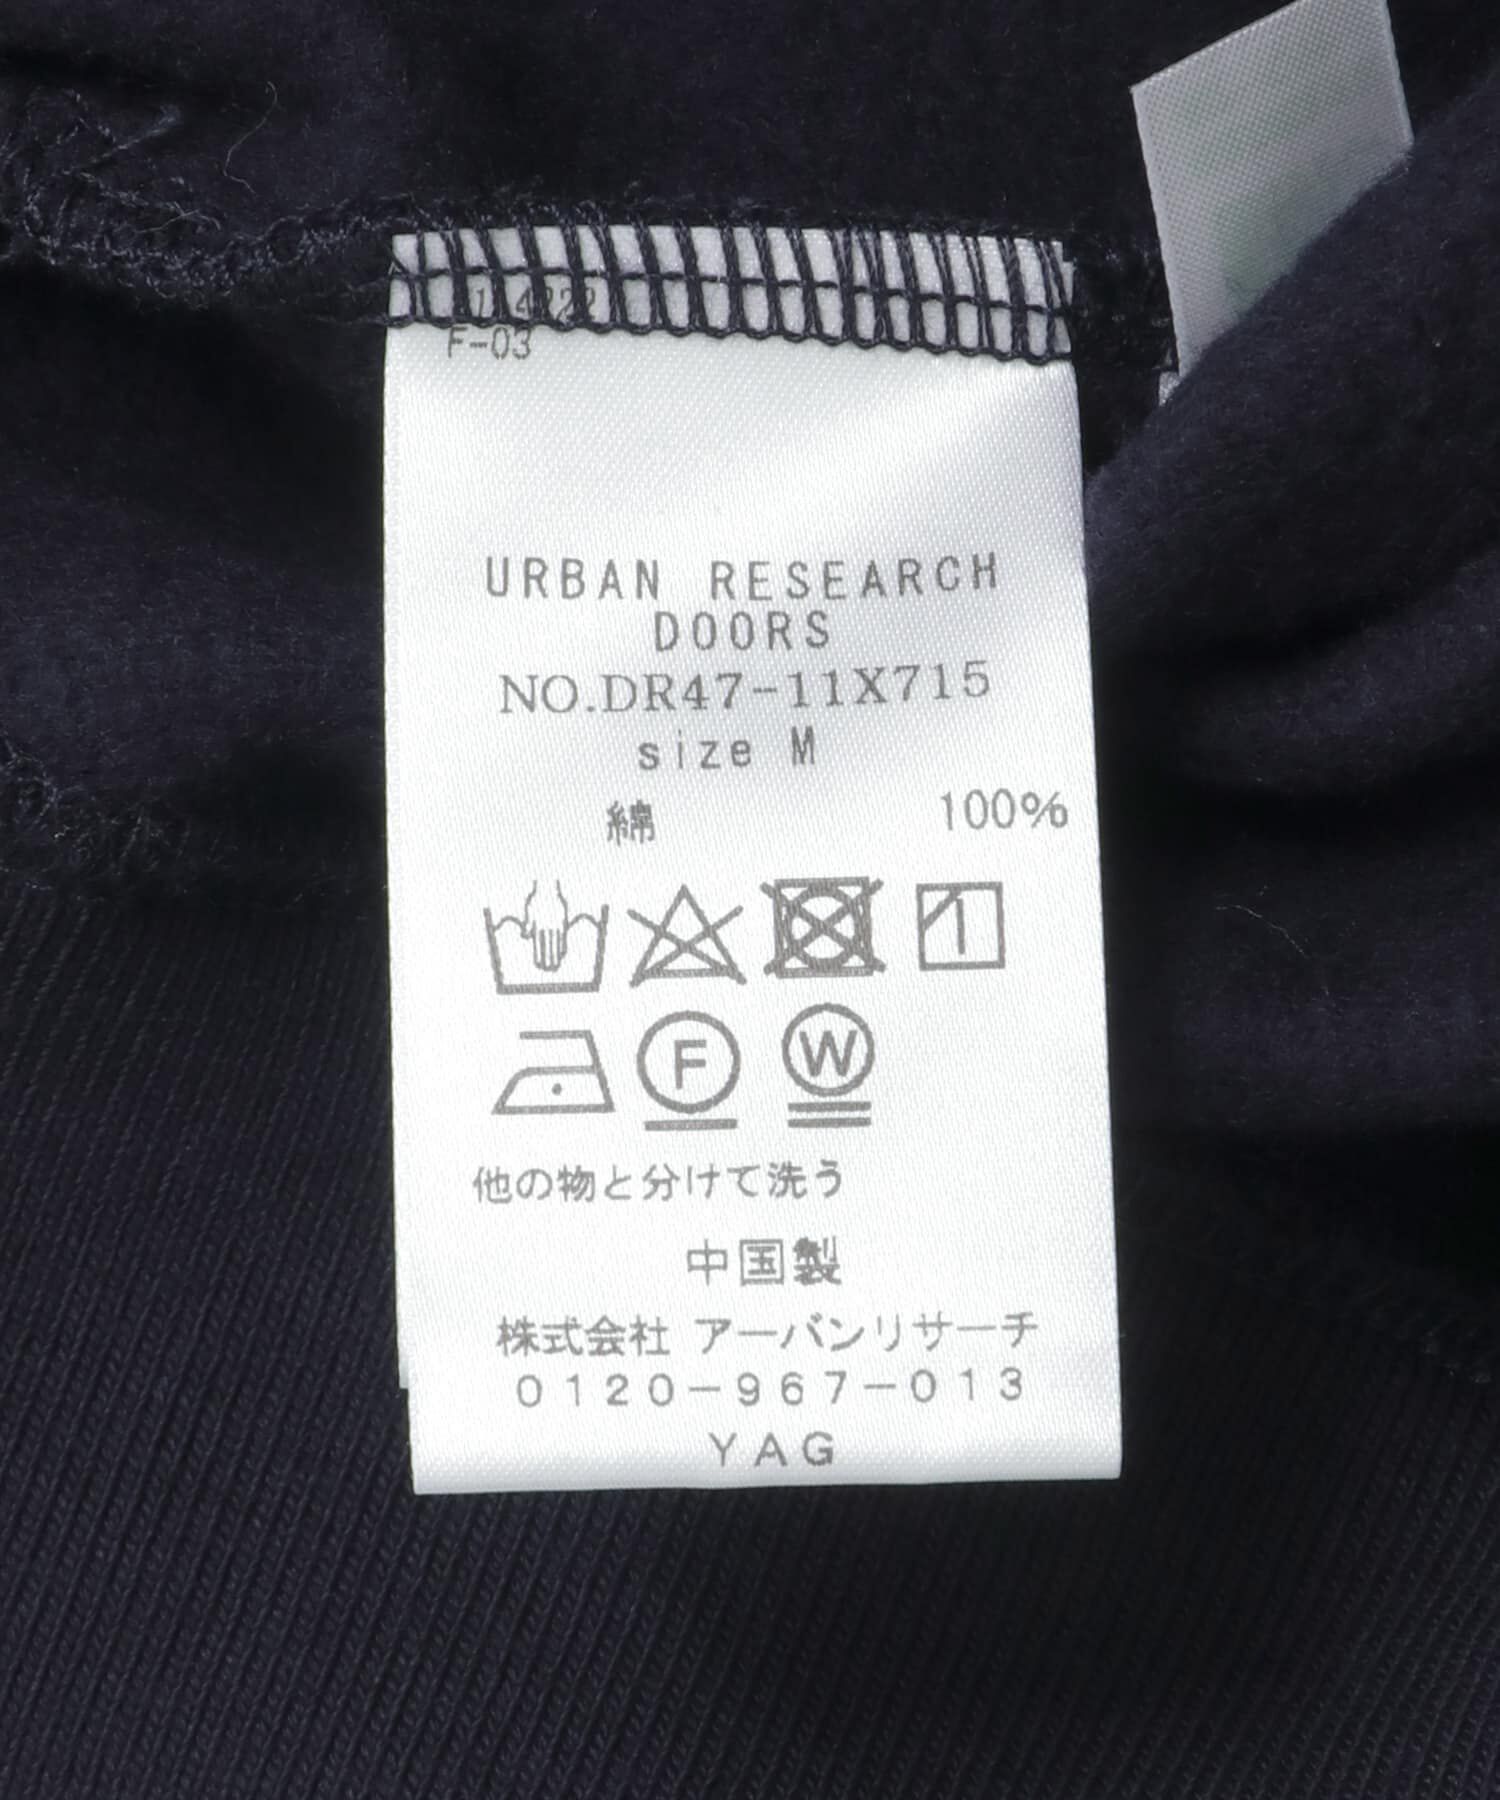 F-03
URBAN RESEARCH
DOORS
NO.DR47-11X715
size M
綿 100%
1
F W
他の物と分けて洗う
中国製
株式会社 アーバンリサーチ
0120-967-013
YAG